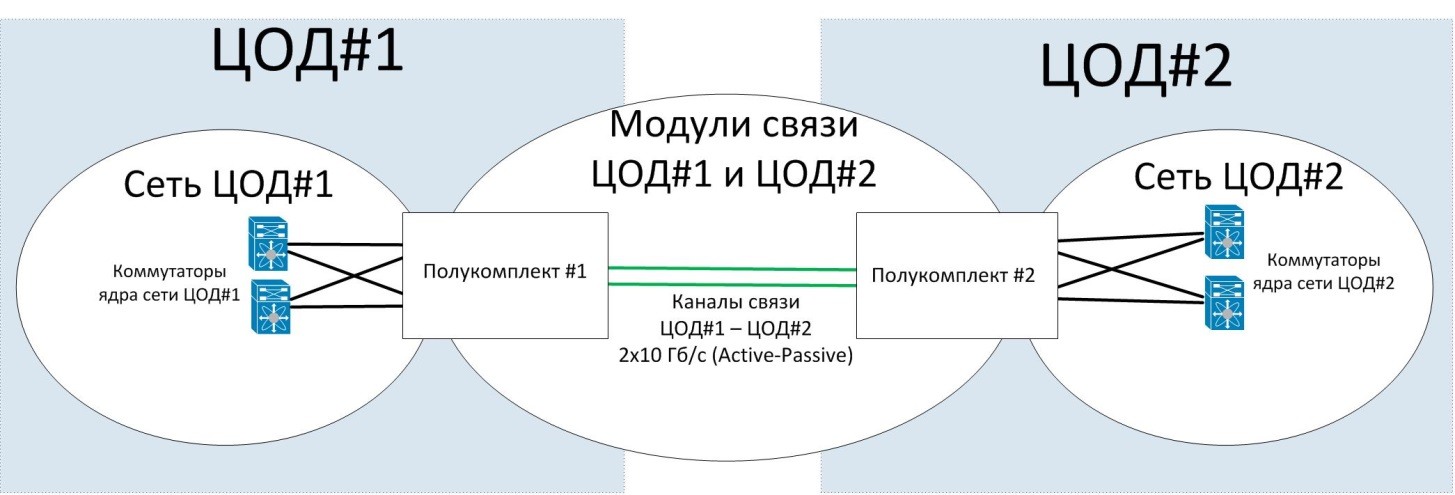 ЦОД#1
ЦОД#2
Модули связи
ЦОД#1 и ЦОД#2
Сеть ЦОД#1
Сеть ЦОД#2
Коммутаторы
ядра сети ЦОД#1
Полукомплект #1
Полукомплект #2
Коммутаторы
ядра сети ЦОД#2
Каналы связи
ЦОД#1 – ЦОД#2
2x10 Гб/с (Active-Passive)